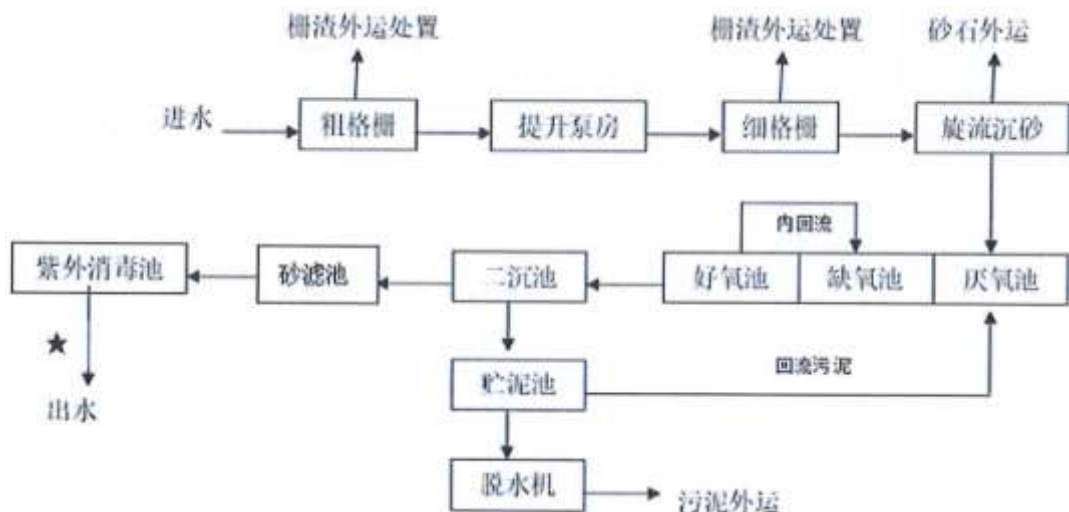 栅渣外运处置
栅渣外运处置
砂石外运
进水
粗格栅
提升泵房
细格栅
旋流沉砂
内回流
紫外消毒池
砂滤池
二沉池
好氧池
缺氧池
厌氧池
★
出水
贮泥池
回流污泥
脱水机
污泥外运